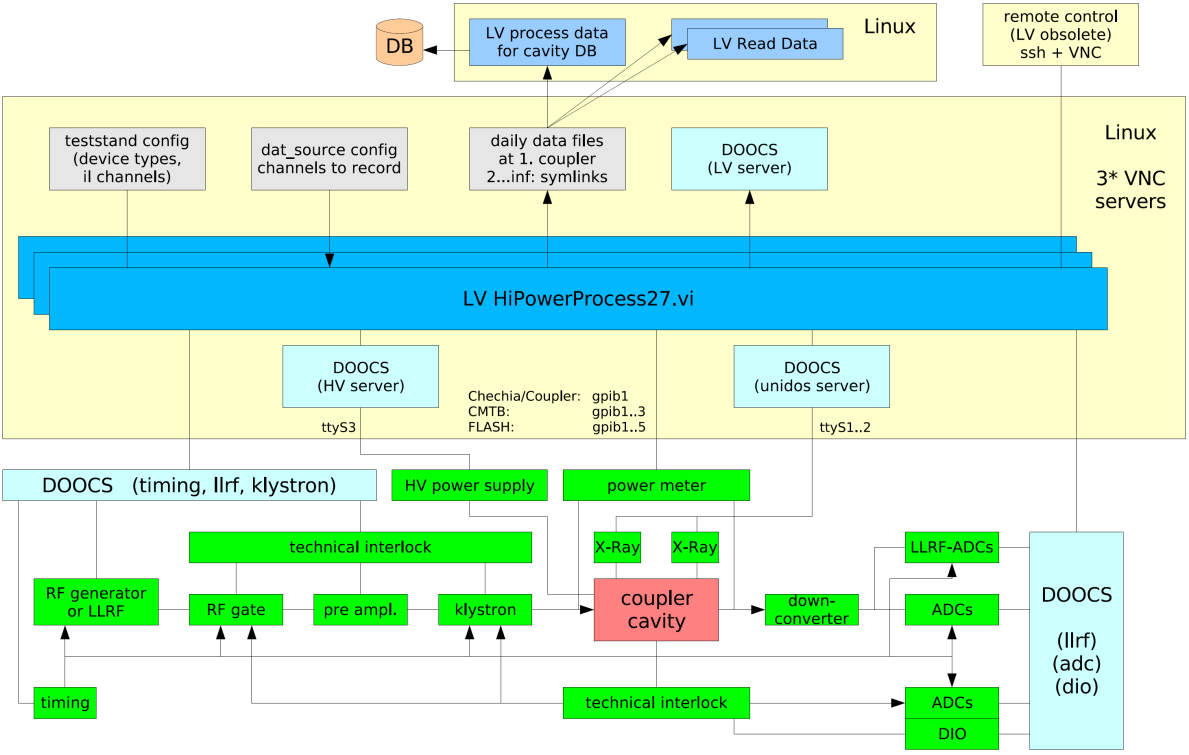 DB
LV process data
for cavity DB
LV Read Data
Linux
remote control
(LV obsolete)
ssh + VNC
teststand config
(device types,
il channels)
dat_source config
channels to record
daily data files
at 1. coupler
2...inf: symlinks
DOOCS
(LV server)
Linux
3* VNC
servers
LV HiPowerProcess27.vi
DOOCS
(HV server)
DOOCS
(unidos server)
Chechia/Coupler: gpib1
CMTB: gpib1..3
FLASH: gpib1..5
ttyS3
ttyS1..2
DOOCS (timing, llrf, klystron)
HV power supply
power meter
technical interlock
X-Ray
X-Ray
LLRF-ADCs
RF generator
or LLRF
RF gate
pre ampl.
klystron
coupler
cavity
down-
converter
ADCs
DOOCS
(llrf)
(adc)
(dio)
timing
technical interlock
ADCs
DIO